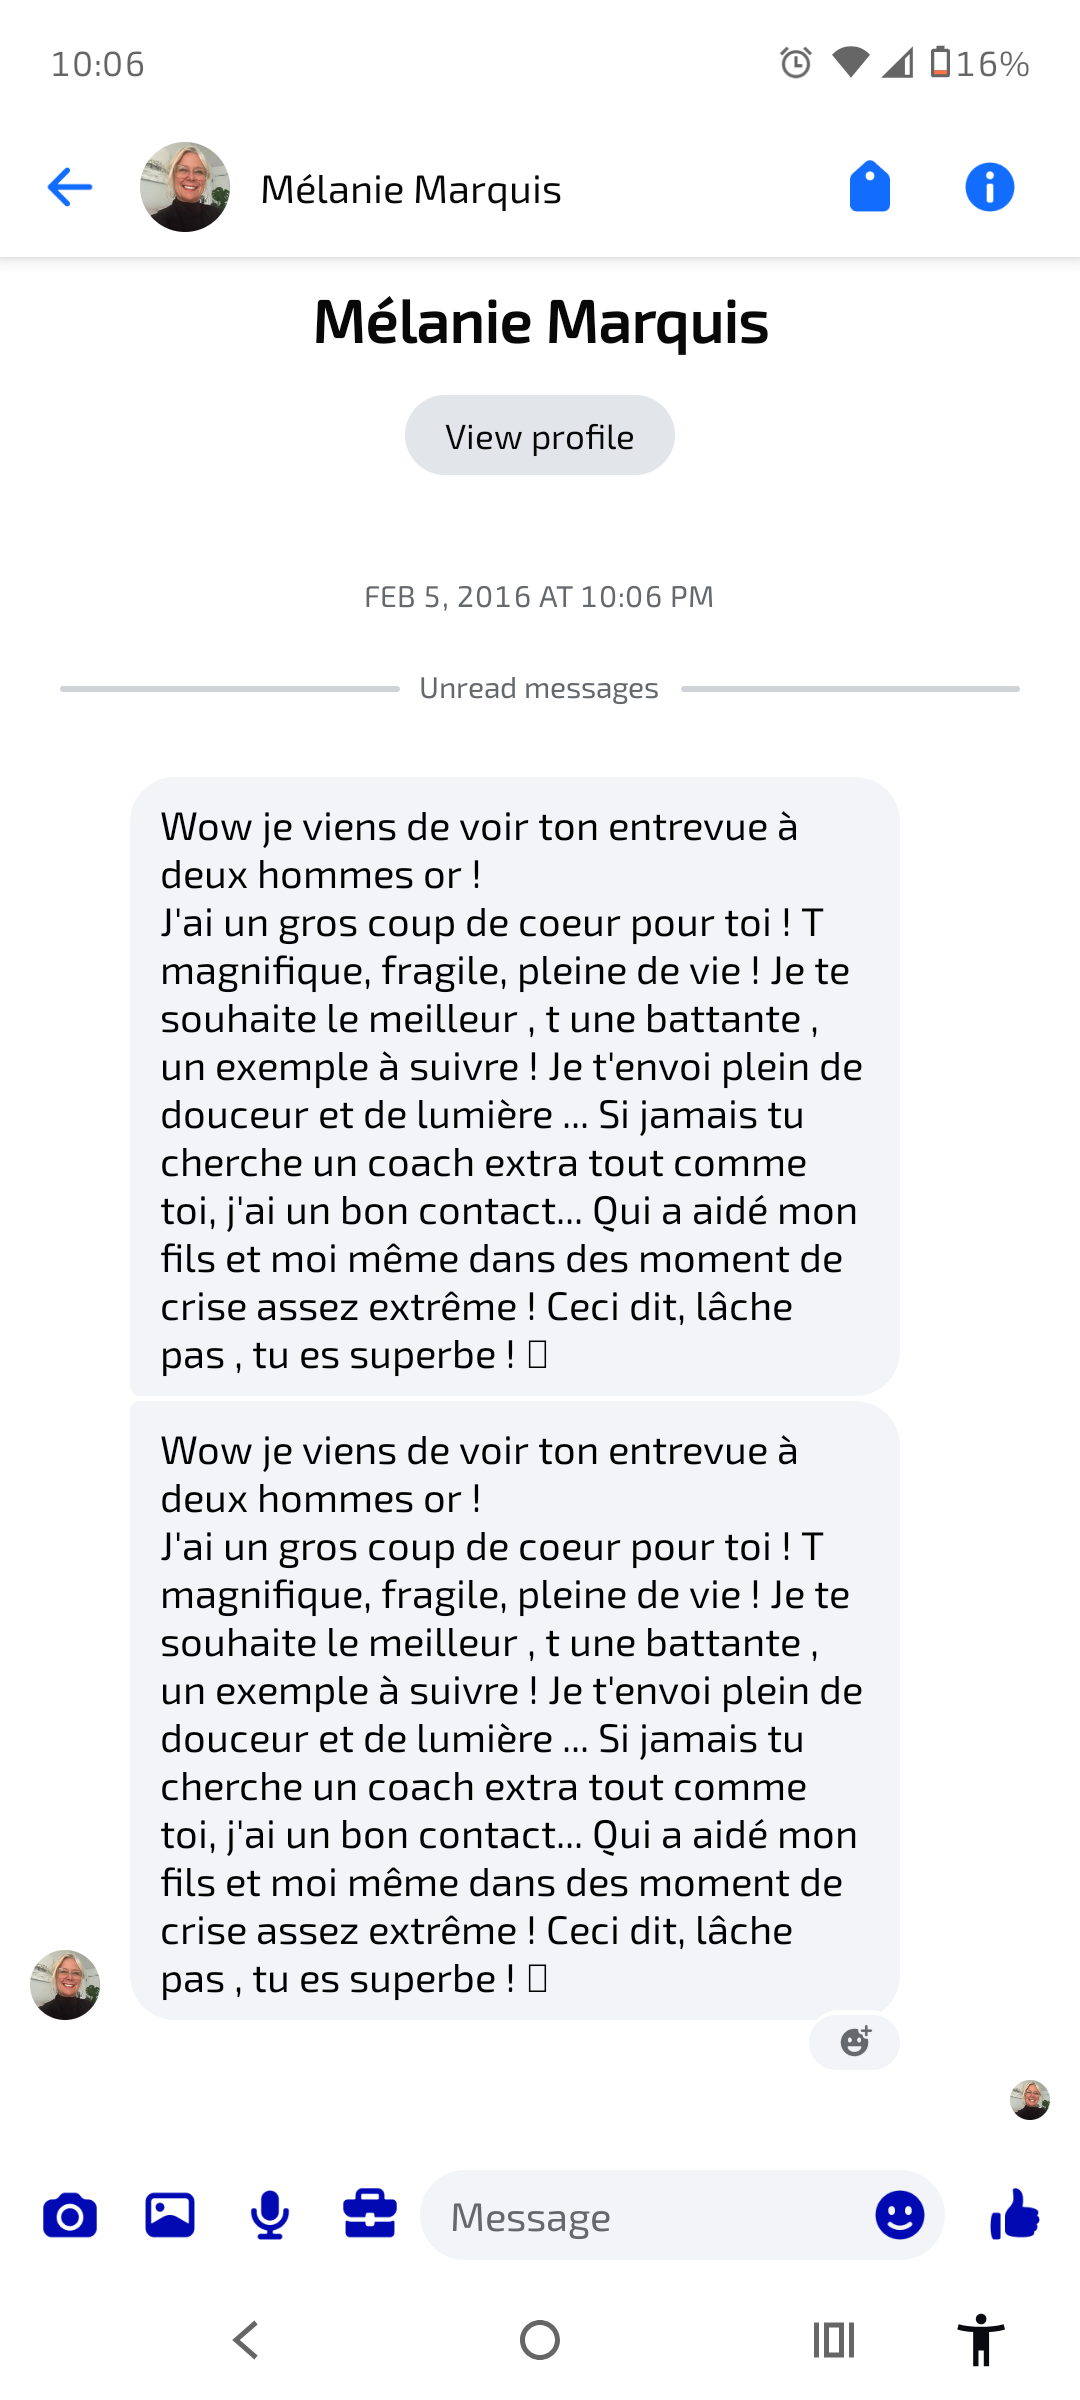 10:06
16%
Mélanie Marquis
Mélanie Marquis
View profile
FEB 5, 2016 AT 10:06 PM
Unread messages
Wow je viens de voir ton entrevue à
deux hommes or !
J'ai un gros coup de coeur pour toi ! T
magnifique, fragile, pleine de vie ! Je te
souhaite le meilleur , t une battante ,
un exemple à suivre ! Je t'envoi plein de
douceur et de lumière ... Si jamais tu
cherche un coach extra tout comme
toi, j'ai un bon contact... Qui a aidé mon
fils et moi même dans des moment de
crise assez extrême ! Ceci dit, lâche
pas , tu es superbe !
Wow je viens de voir ton entrevue à
deux hommes or !
J'ai un gros coup de coeur pour toi ! T
magnifique, fragile, pleine de vie ! Je te
souhaite le meilleur , t une battante ,
un exemple à suivre ! Je t'envoi plein de
douceur et de lumière ... Si jamais tu
cherche un coach extra tout comme
toi, j'ai un bon contact... Qui a aidé mon
fils et moi même dans des moment de
crise assez extrême ! Ceci dit, lâche
pas , tu es superbe !
Message